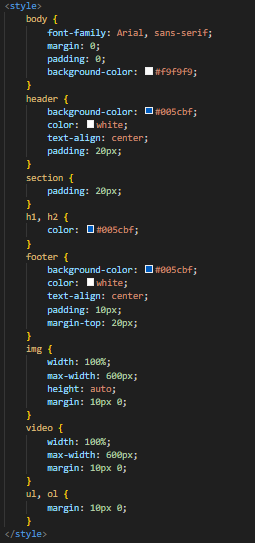 <style>
body {
font-family: Arial, sans-serif;
margin: 0;
padding: 0;
background-color: #f9f9f9;
}
header {
background-color: #005cbf;
color: white;
text-align: center;
padding: 20px;
}
section {
padding: 20px;
}
h1, h2 {
color: #005cbf;
}
footer {
background-color: #005cbf;
color: white;
text-align: center;
padding: 10px;
margin-top: 20px;
}
img {
width: 100%;
max-width: 600px;
height: auto;
margin: 10px 0;
}
video {
width: 100%;
max-width: 600px;
margin: 10px 0;
}
ul, ol {
margin: 10px 0;
}
</style>